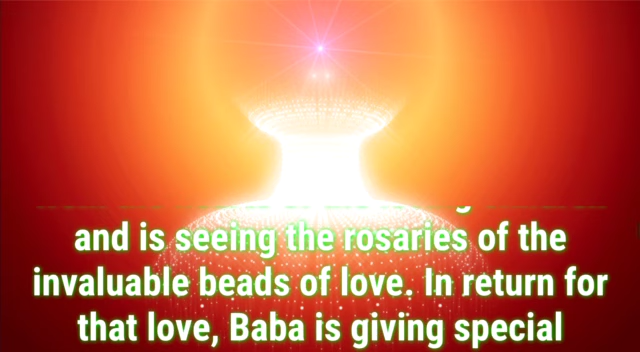 and is seeing the rosaries of the
invaluable beads of love. In return for
that love, Baba is giving special